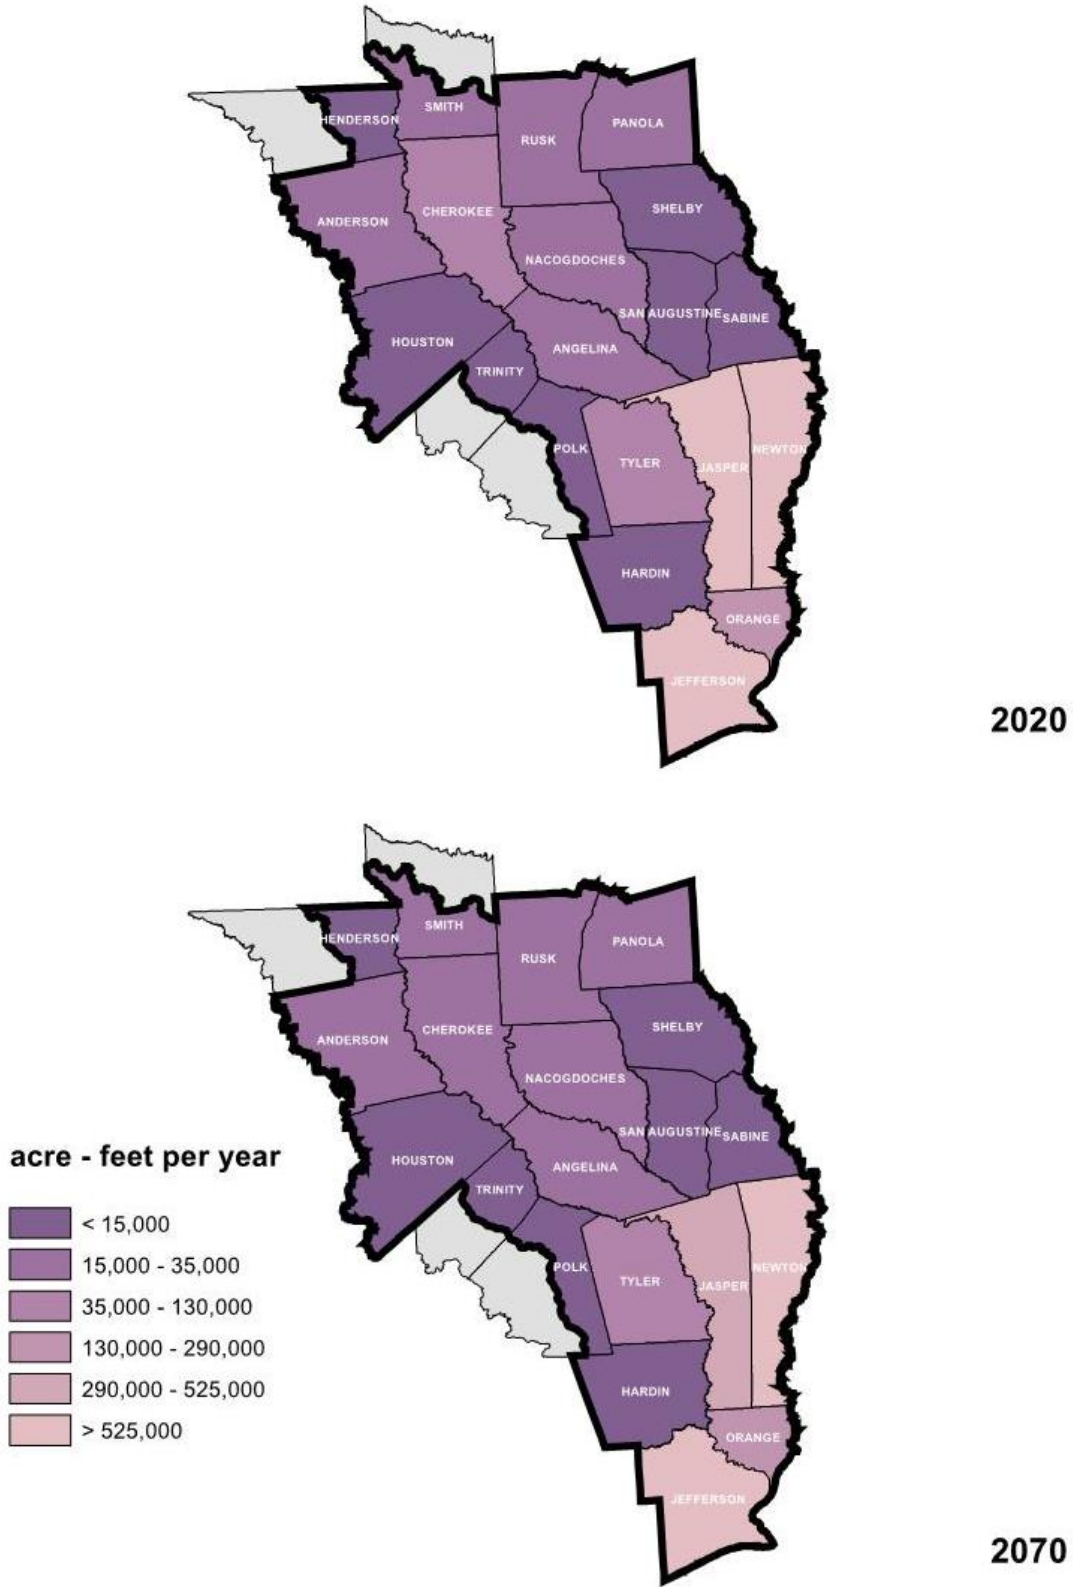 SMITH
HENDERSON
PANOLA
RUSK
SHELBY
CHEROKEE
ANDERSON
NACOGDOCHES
SAN AUGUSTINE
SABINE
HOUSTON
ANGELINA
TRINITY
POLK
NEWTON
TYLER
JASPER
HARDIN
ORANGE
JEFFERSON
2020
SMITH
HENDERSON
PANOLA
RUSK
SHELBY
CHEROKEE
ANDERSON
NACOGDOCHES
SAN AUGUSTINE
SABINE
HOUSTON
ANGELINA
TRINITY
POLK
NEWTON
TYLER
JASPER
HARDIN
ORANGE
JEFFERSON
acre - feet per year
< 15,000
15,000 - 35,000
35,000 - 130,000
130,000 - 290,000
290,000 - 525,000
> 525,000
2070